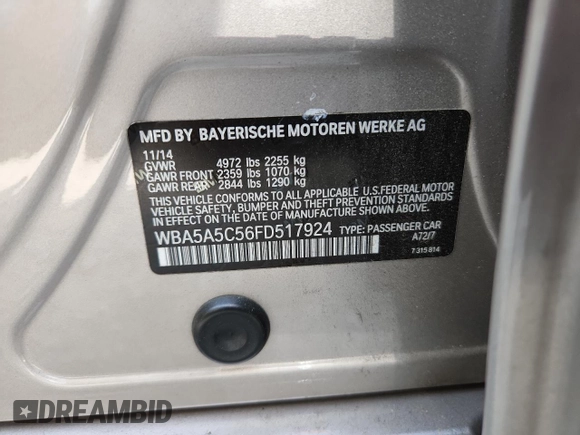 MFD BY BAYERISCHE MOTOREN WERKE AG
11/14
GVWR 4972 lbs 2255 kg
GAWR FRONT 2359 lbs 1070 kg
GAWR REAR 2844 lbs 1290 kg
THIS VEHICLE CONFORMS TO ALL APPLICABLE U.S.FEDERAL MOTOR
VEHICLE SAFETY, BUMPER, AND THEFT PREVENTION STANDARDS
IN EFFECT ON THE DATE OF MANUFACTURE SHOWN ABOVE.
WBA5A5C56FD517924 TYPE: PASSENGER CAR
A72/7
7 315 814
DREAMBID